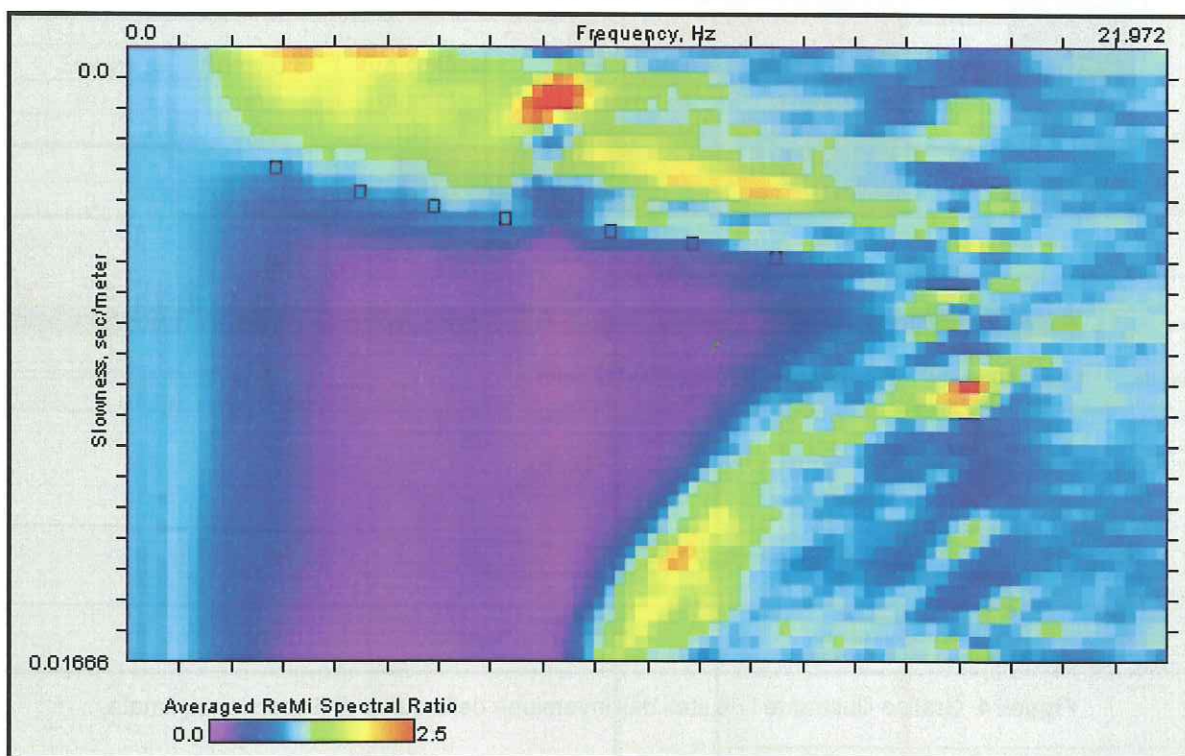 0.0 Frequency, Hz 21.972
0.0
Slowness, sec/meter
0.01666
Averaged ReMi Spectral Ratio
0.0 2.5